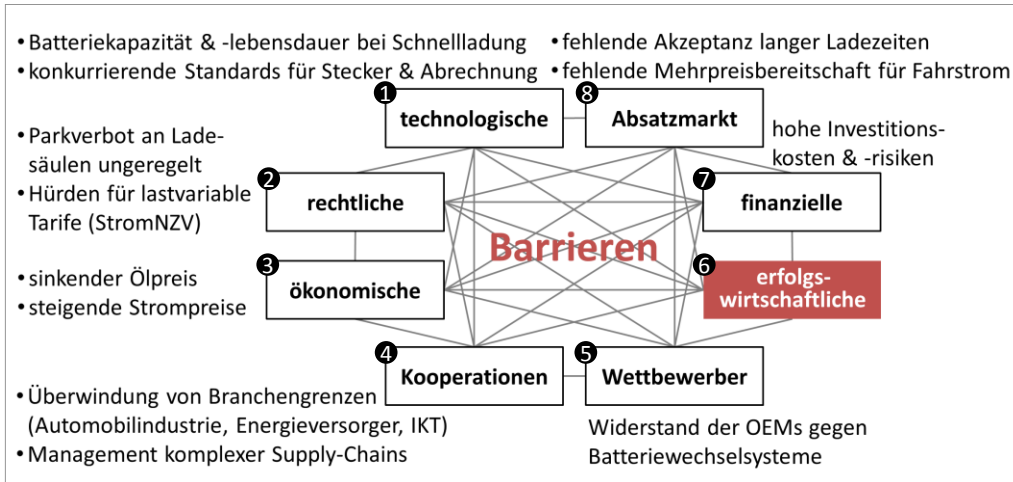 • Batteriekapazität & -lebensdauer bei Schnellladung
• konkurrierende Standards für Stecker & Abrechnung
• fehlende Akzeptanz langer Ladezeiten
• fehlende Mehrpreisbereitschaft für Fahrstrom
1
technologische
8
Absatzmarkt
• Parkverbot an Lade-
säulen ungeregelt
• Hürden für lastvariable
Tarife (StromNZV)
2
rechtliche
hohe Investitions-
kosten & -risiken
7
finanzielle
Barrieren
• sinkender Ölpreis
• steigende Strompreise
3
ökonomische
6
erfolgs-
wirtschaftliche
4
Kooperationen
5
Wettbewerber
• Überwindung von Branchengrenzen
(Automobilindustrie, Energieversorger, IKT)
• Management komplexer Supply-Chains
Widerstand der OEMs gegen
Batteriewechselsysteme